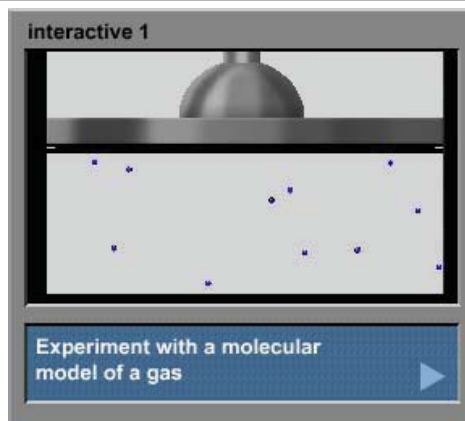 interactive 1
Experiment with a molecular
model of a gas